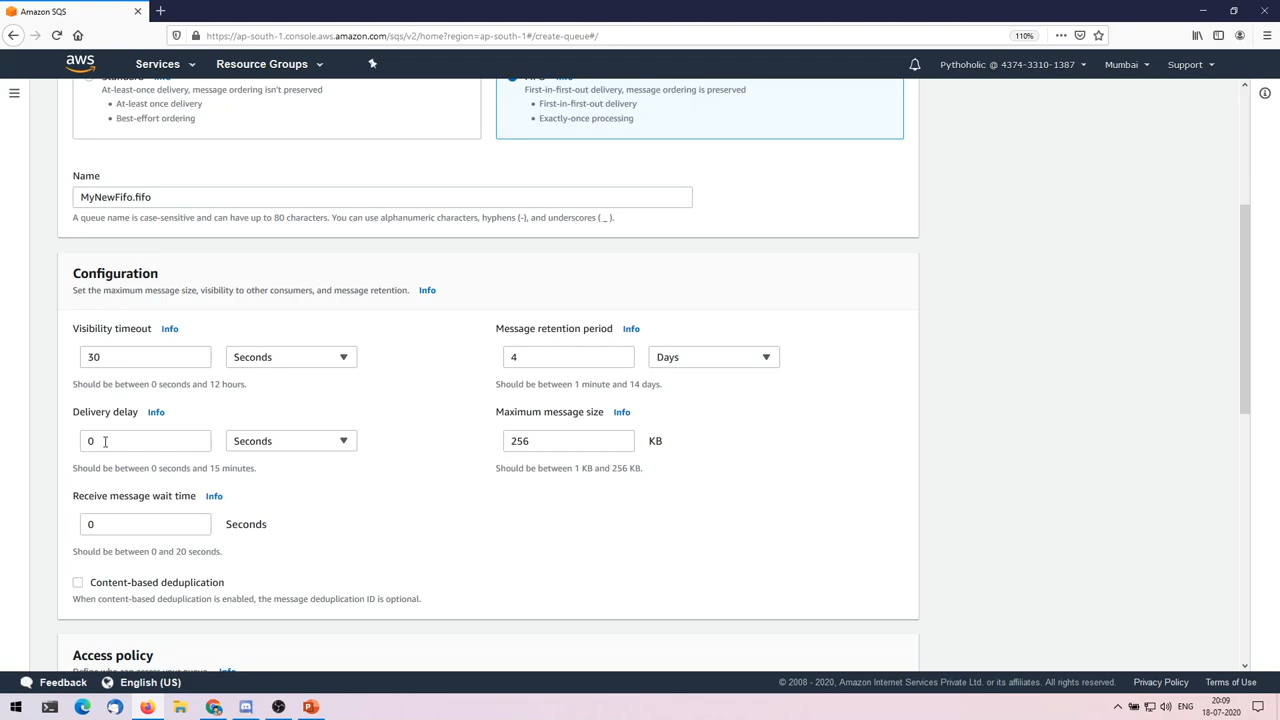 Amazon SQS
https://ap-south-1.console.aws.amazon.com/sqs/v2/home?region=ap-south-1#/create-queue#/
110%
aws
Services
Resource Groups
Pythoholic @ 4374-3310-1387
Mumbai
Support
Standard Info
FIFO Info
At-least-once delivery, message ordering isn't preserved
First-in-first-out delivery, message ordering is preserved
• At-least once delivery
• First-in-first-out delivery
• Best-effort ordering
• Exactly-once processing
Name
MyNewFifo.fifo
A queue name is case-sensitive and can have up to 80 characters. You can use alphanumeric characters, hyphens (-), and underscores ( _ ).
Configuration
Set the maximum message size, visibility to other consumers, and message retention. Info
Visibility timeout Info
Message retention period Info
30 Seconds
4 Days
Should be between 0 seconds and 12 hours.
Should be between 1 minute and 14 days.
Delivery delay Info
Maximum message size Info
0 Seconds
256 KB
Should be between 0 seconds and 15 minutes.
Should be between 1 KB and 256 KB.
Receive message wait time Info
0 Seconds
Should be between 0 and 20 seconds.
Content-based deduplication
When content-based deduplication is enabled, the message deduplication ID is optional.
Access policy
Define who can access your queue. Info
Feedback
English (US)
© 2008 - 2020, Amazon Internet Services Private Ltd. or its affiliates. All rights reserved.
Privacy Policy
Terms of Use
ENG
20:09
18-07-2020